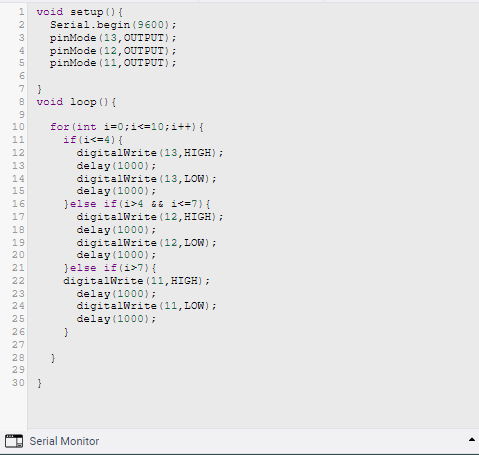 1 void setup(){
2   Serial.begin(9600);
3   pinMode(13,OUTPUT);
4   pinMode(12,OUTPUT);
5   pinMode(11,OUTPUT);
6
7 }
8 void loop(){
9
10   for(int i=0;i<=10;i++){
11     if(i<=4){
12       digitalWrite(13,HIGH);
13       delay(1000);
14       digitalWrite(13,LOW);
15       delay(1000);
16     }else if(i>4 && i<=7){
17       digitalWrite(12,HIGH);
18       delay(1000);
19       digitalWrite(12,LOW);
20       delay(1000);
21     }else if(i>7){
22     digitalWrite(11,HIGH);
23       delay(1000);
24       digitalWrite(11,LOW);
25       delay(1000);
26     }
27
28   }
29
30 }
Serial Monitor